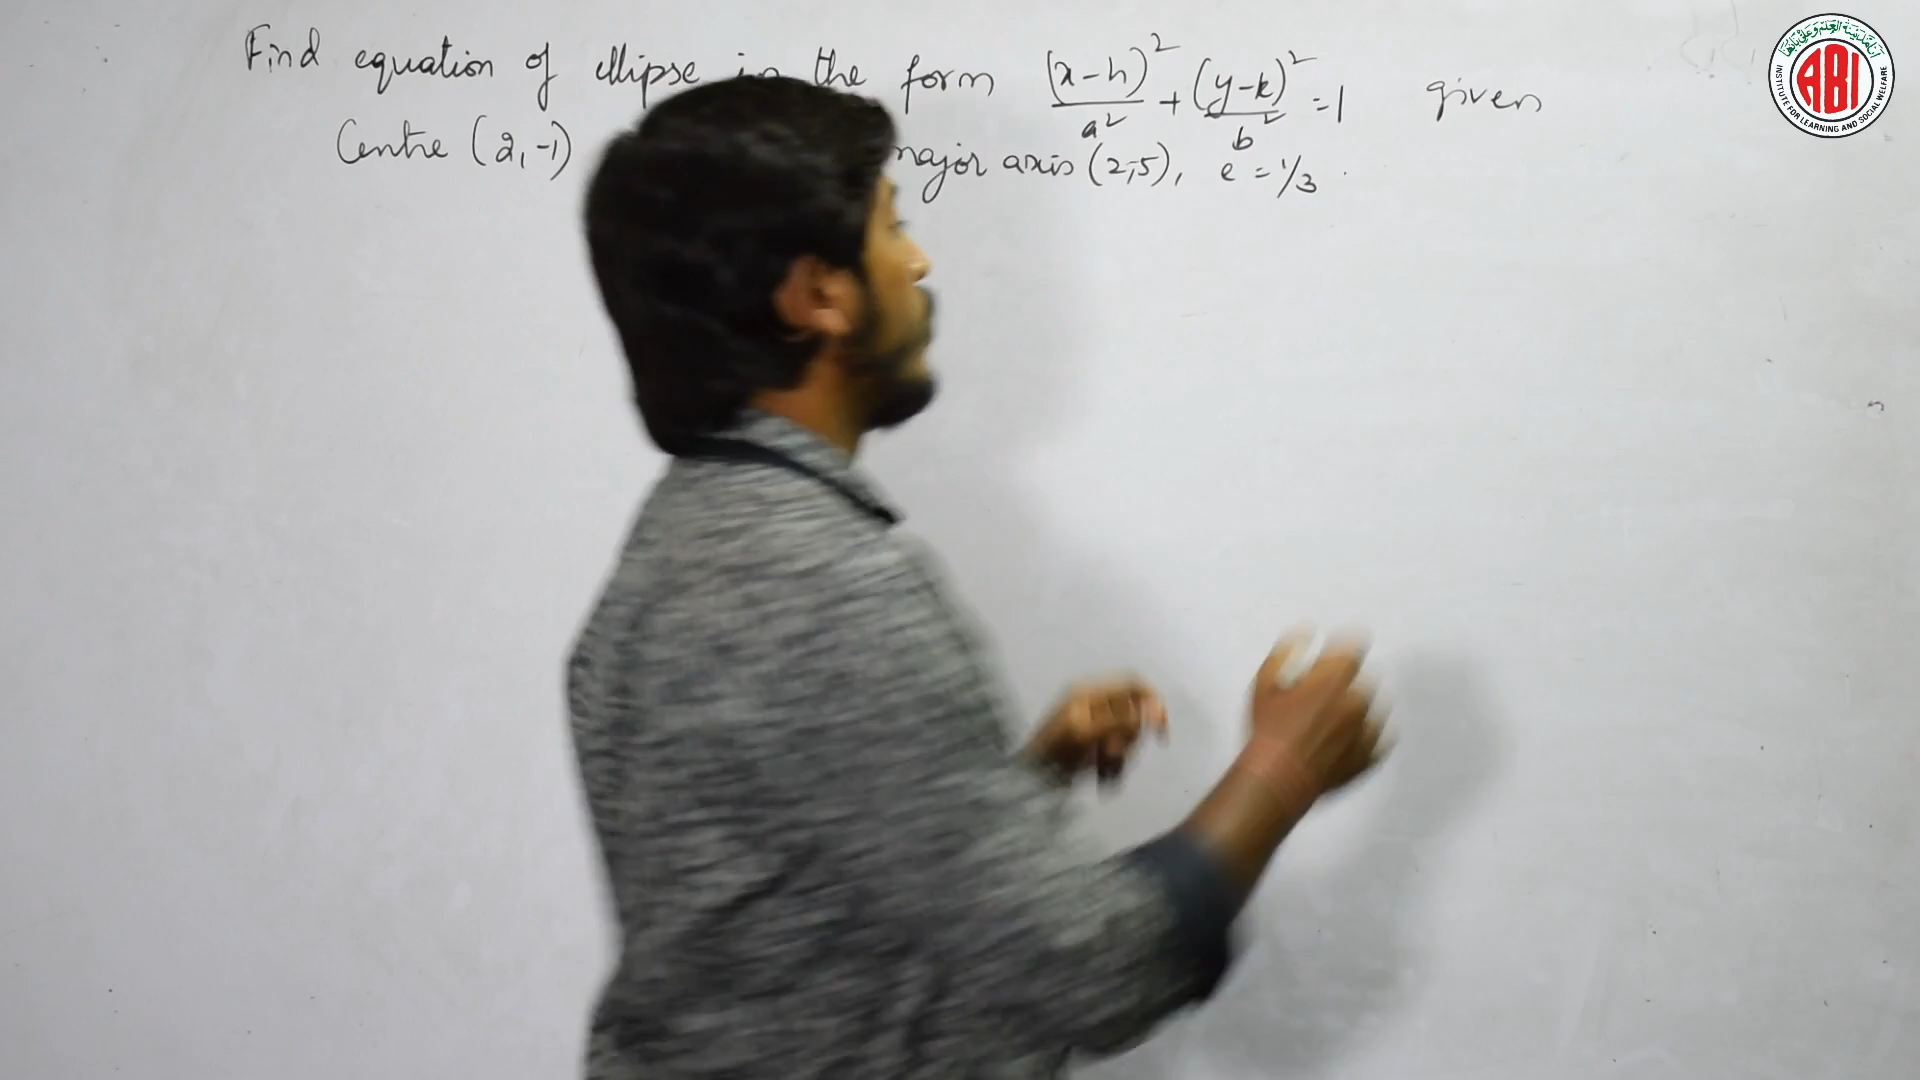 Find equation of ellipse in the form (x-h)²/a² + (y-k)²/b² = 1 given
Centre (2,-1) major axis (2,-5), e = 1/3.
ABI
INSTITUTE FOR LEARNING AND SOCIAL WELFARE